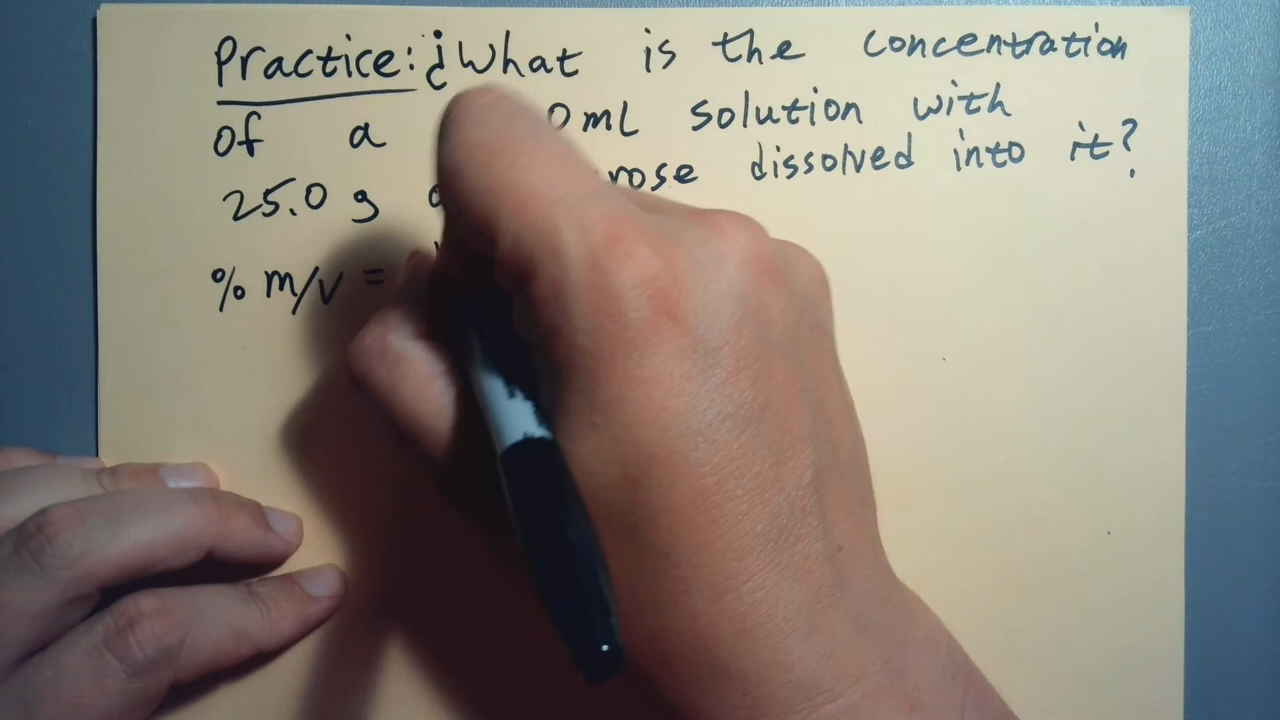 Practice: ¿What is the concentration
of a 0mL solution with
25.0 g rose dissolved into it?
% m/v =